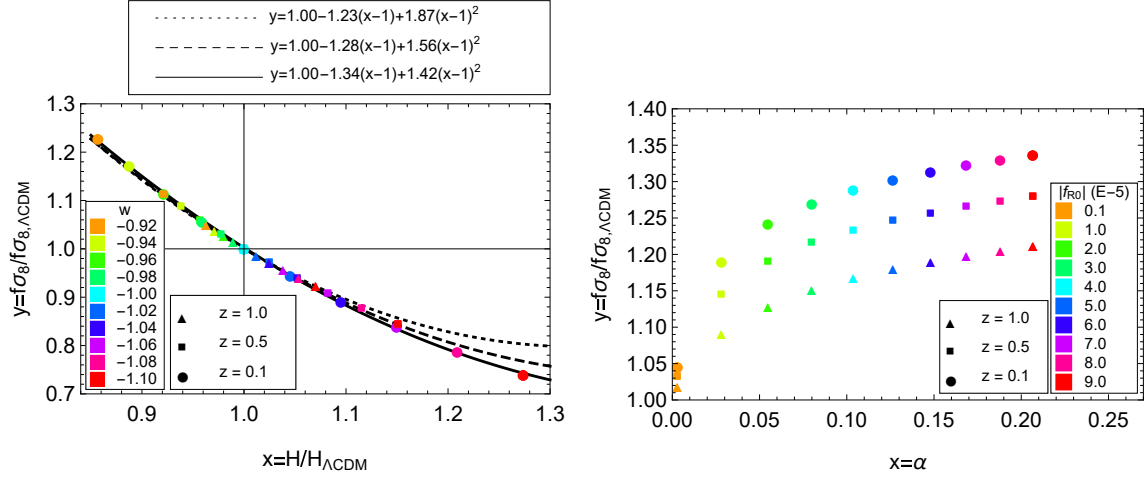 y=1.00−1.23(x−1)+1.87(x−1)²
y=1.00−1.28(x−1)+1.56(x−1)²
y=1.00−1.34(x−1)+1.42(x−1)²
y=fσ₈/fσ₈,ΛCDM
1.3
1.2
1.1
1.0
0.9
0.8
0.7
w
−0.92
−0.94
−0.96
−0.98
−1.00
−1.02
−1.04
−1.06
−1.08
−1.10
z = 1.0
z = 0.5
z = 0.1
0.9 1.0 1.1 1.2 1.3
x=H/H_ΛCDM
y=fσ₈/fσ₈,ΛCDM
1.40
1.35
1.30
1.25
1.20
1.15
1.10
1.05
1.00
z = 1.0
z = 0.5
z = 0.1
|f_R0| (E-5)
0.1
1.0
2.0
3.0
4.0
5.0
6.0
7.0
8.0
9.0
0.00 0.05 0.10 0.15 0.20 0.25
x=α